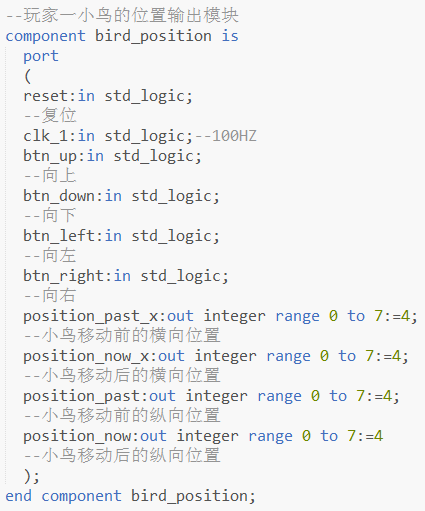 --玩家一小鸟的位置输出模块
component bird_position is
port
(
reset:in std_logic;
--复位
clk_1:in std_logic;--100HZ
btn_up:in std_logic;
--向上
btn_down:in std_logic;
--向下
btn_left:in std_logic;
--向左
btn_right:in std_logic;
--向右
position_past_x:out integer range 0 to 7:=4;
--小鸟移动前的横向位置
position_now_x:out integer range 0 to 7:=4;
--小鸟移动后的横向位置
position_past:out integer range 0 to 7:=4;
--小鸟移动前的纵向位置
position_now:out integer range 0 to 7:=4
--小鸟移动后的纵向位置
);
end component bird_position;